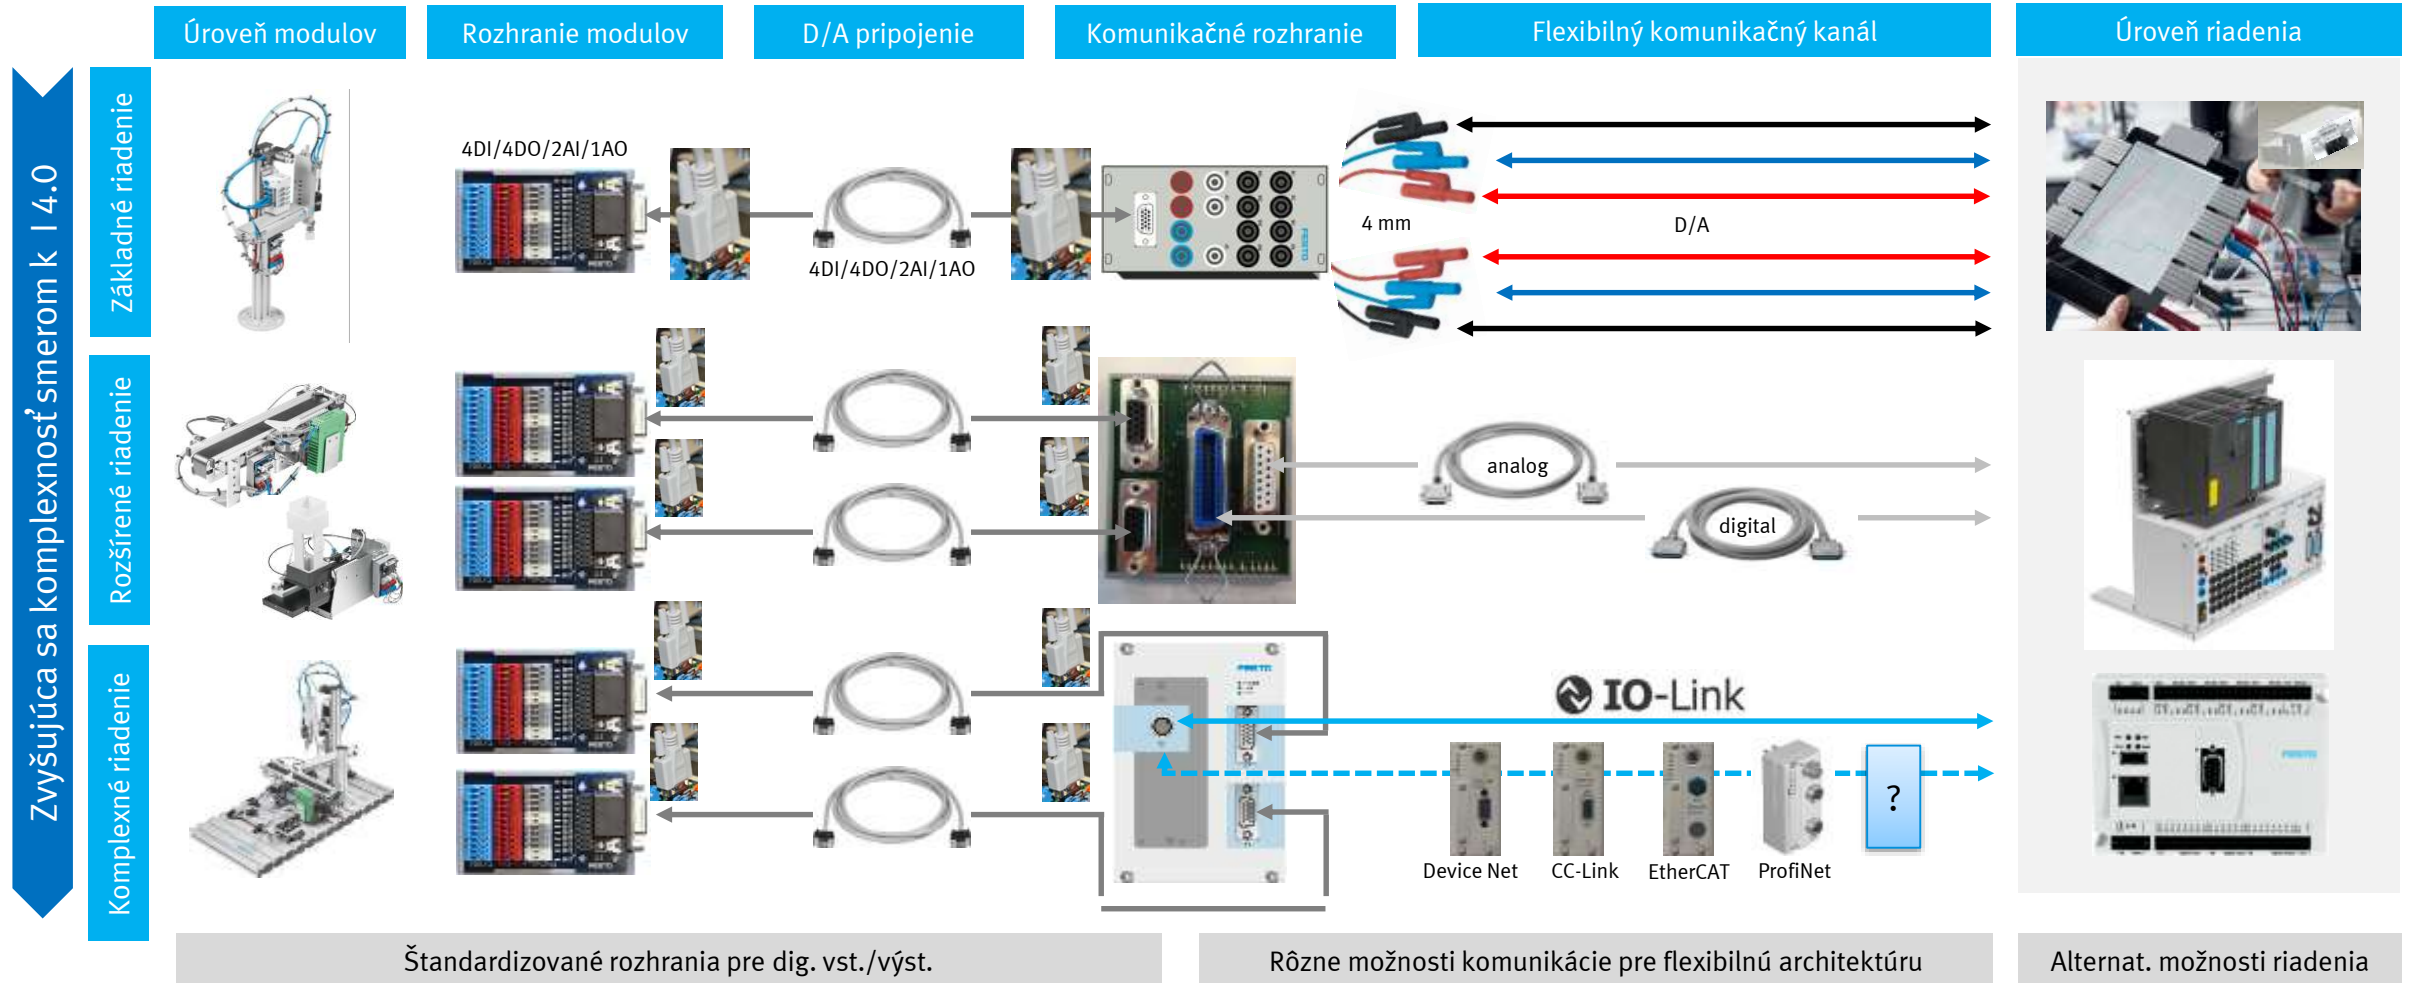 Úroveň modulov
Rozhranie modulov
D/A pripojenie
Komunikačné rozhranie
Flexibilný komunikačný kanál
Úroveň riadenia
Zvyšujúca sa komplexnosť smerom k I 4.0
Základné riadenie
4DI/4DO/2AI/1AO
4DI/4DO/2AI/1AO
FESTO
4 mm
D/A
Rozšírené riadenie
analog
digital
Komplexné riadenie
FESTO
IO-Link
?
Device Net
CC-Link
EtherCAT
ProfiNet
FESTO
Štandardizované rozhrania pre dig. vst./výst.
Rôzne možnosti komunikácie pre flexibilnú architektúru
Alternat. možnosti riadenia